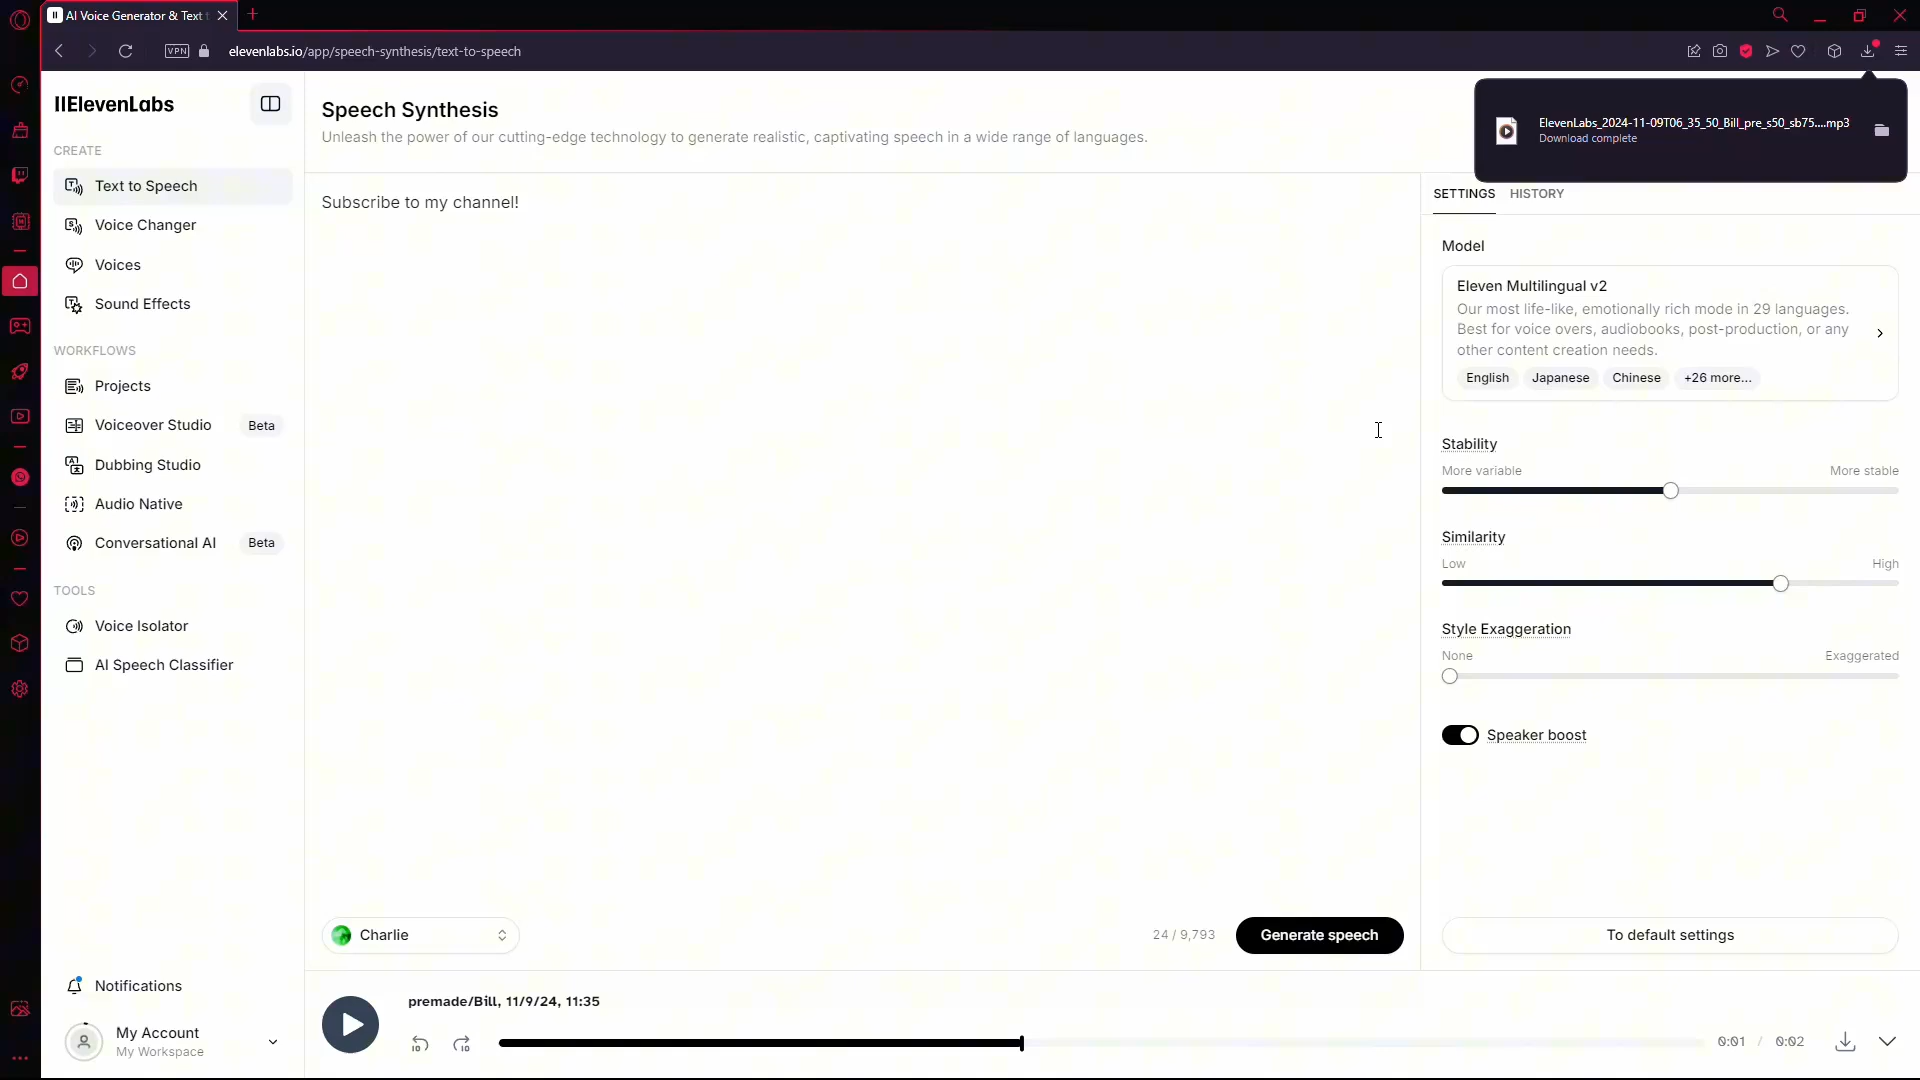 AI Voice Generator & Text t
VPN
elevenlabs.io/app/speech-synthesis/text-to-speech
IIElevenLabs
CREATE
Text to Speech
Voice Changer
Voices
Sound Effects
WORKFLOWS
Projects
Voiceover Studio Beta
Dubbing Studio
Audio Native
Conversational AI Beta
TOOLS
Voice Isolator
AI Speech Classifier
Notifications
My Account
My Workspace
Speech Synthesis
Unleash the power of our cutting-edge technology to generate realistic, captivating speech in a wide range of languages.
Subscribe to my channel!
Charlie
24 / 9,793
Generate speech
ElevenLabs_2024-11-09T06_35_50_Bill_pre_s50_sb75....mp3
Download complete
SETTINGS HISTORY
Model
Eleven Multilingual v2
Our most life-like, emotionally rich mode in 29 languages.
Best for voice overs, audiobooks, post-production, or any
other content creation needs.
English Japanese Chinese +26 more...
Stability
More variable More stable
Similarity
Low High
Style Exaggeration
None Exaggerated
Speaker boost
To default settings
premade/Bill, 11/9/24, 11:35
10 10
0:01 / 0:02